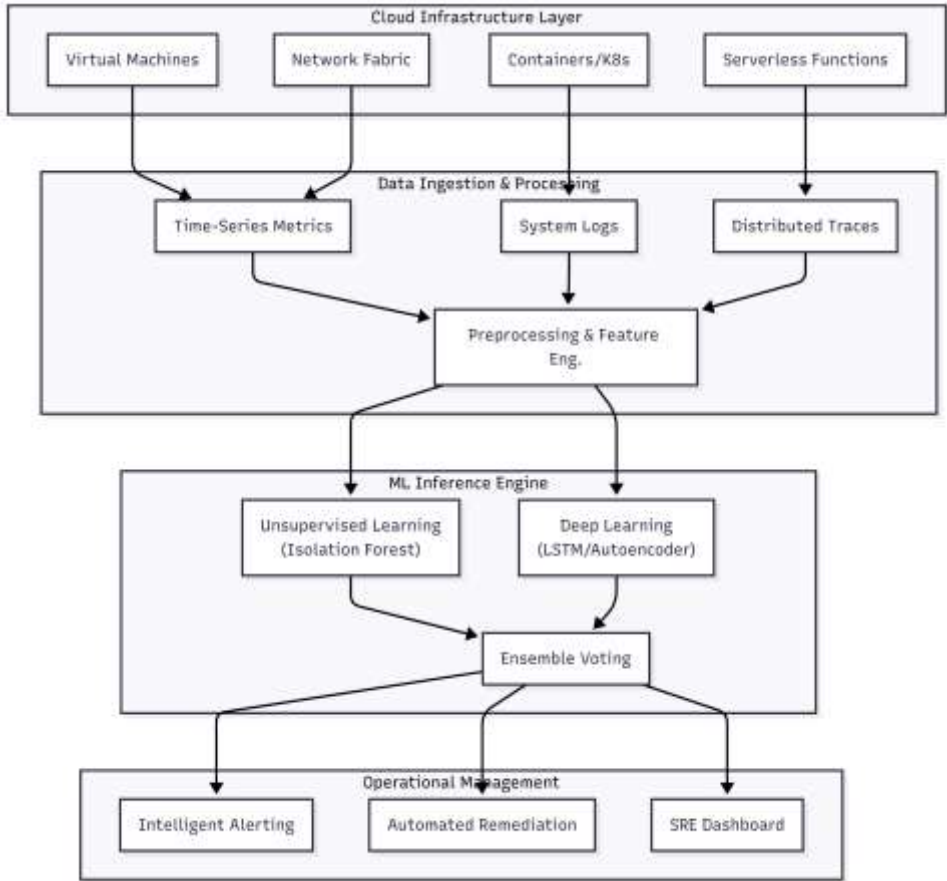 Cloud Infrastructure Layer
Virtual Machines
Network Fabric
Containers/K8s
Serverless Functions
Data Ingestion & Processing
Time-Series Metrics
System Logs
Distributed Traces
Preprocessing & Feature
Eng.
ML Inference Engine
Unsupervised Learning
(Isolation Forest)
Deep Learning
(LSTM/Autoencoder)
Ensemble Voting
Operational Management
Intelligent Alerting
Automated Remediation
SRE Dashboard